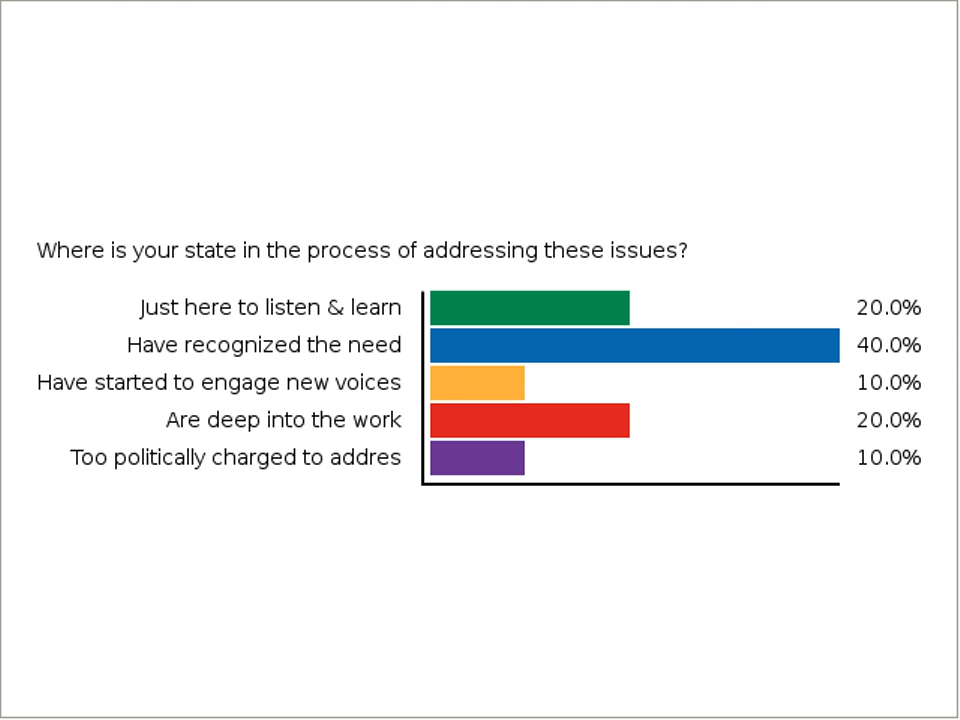 Where is your state in the process of addressing these issues?
Just here to listen & learn 20.0%
Have recognized the need 40.0%
Have started to engage new voices 10.0%
Are deep into the work 20.0%
Too politically charged to addres 10.0%